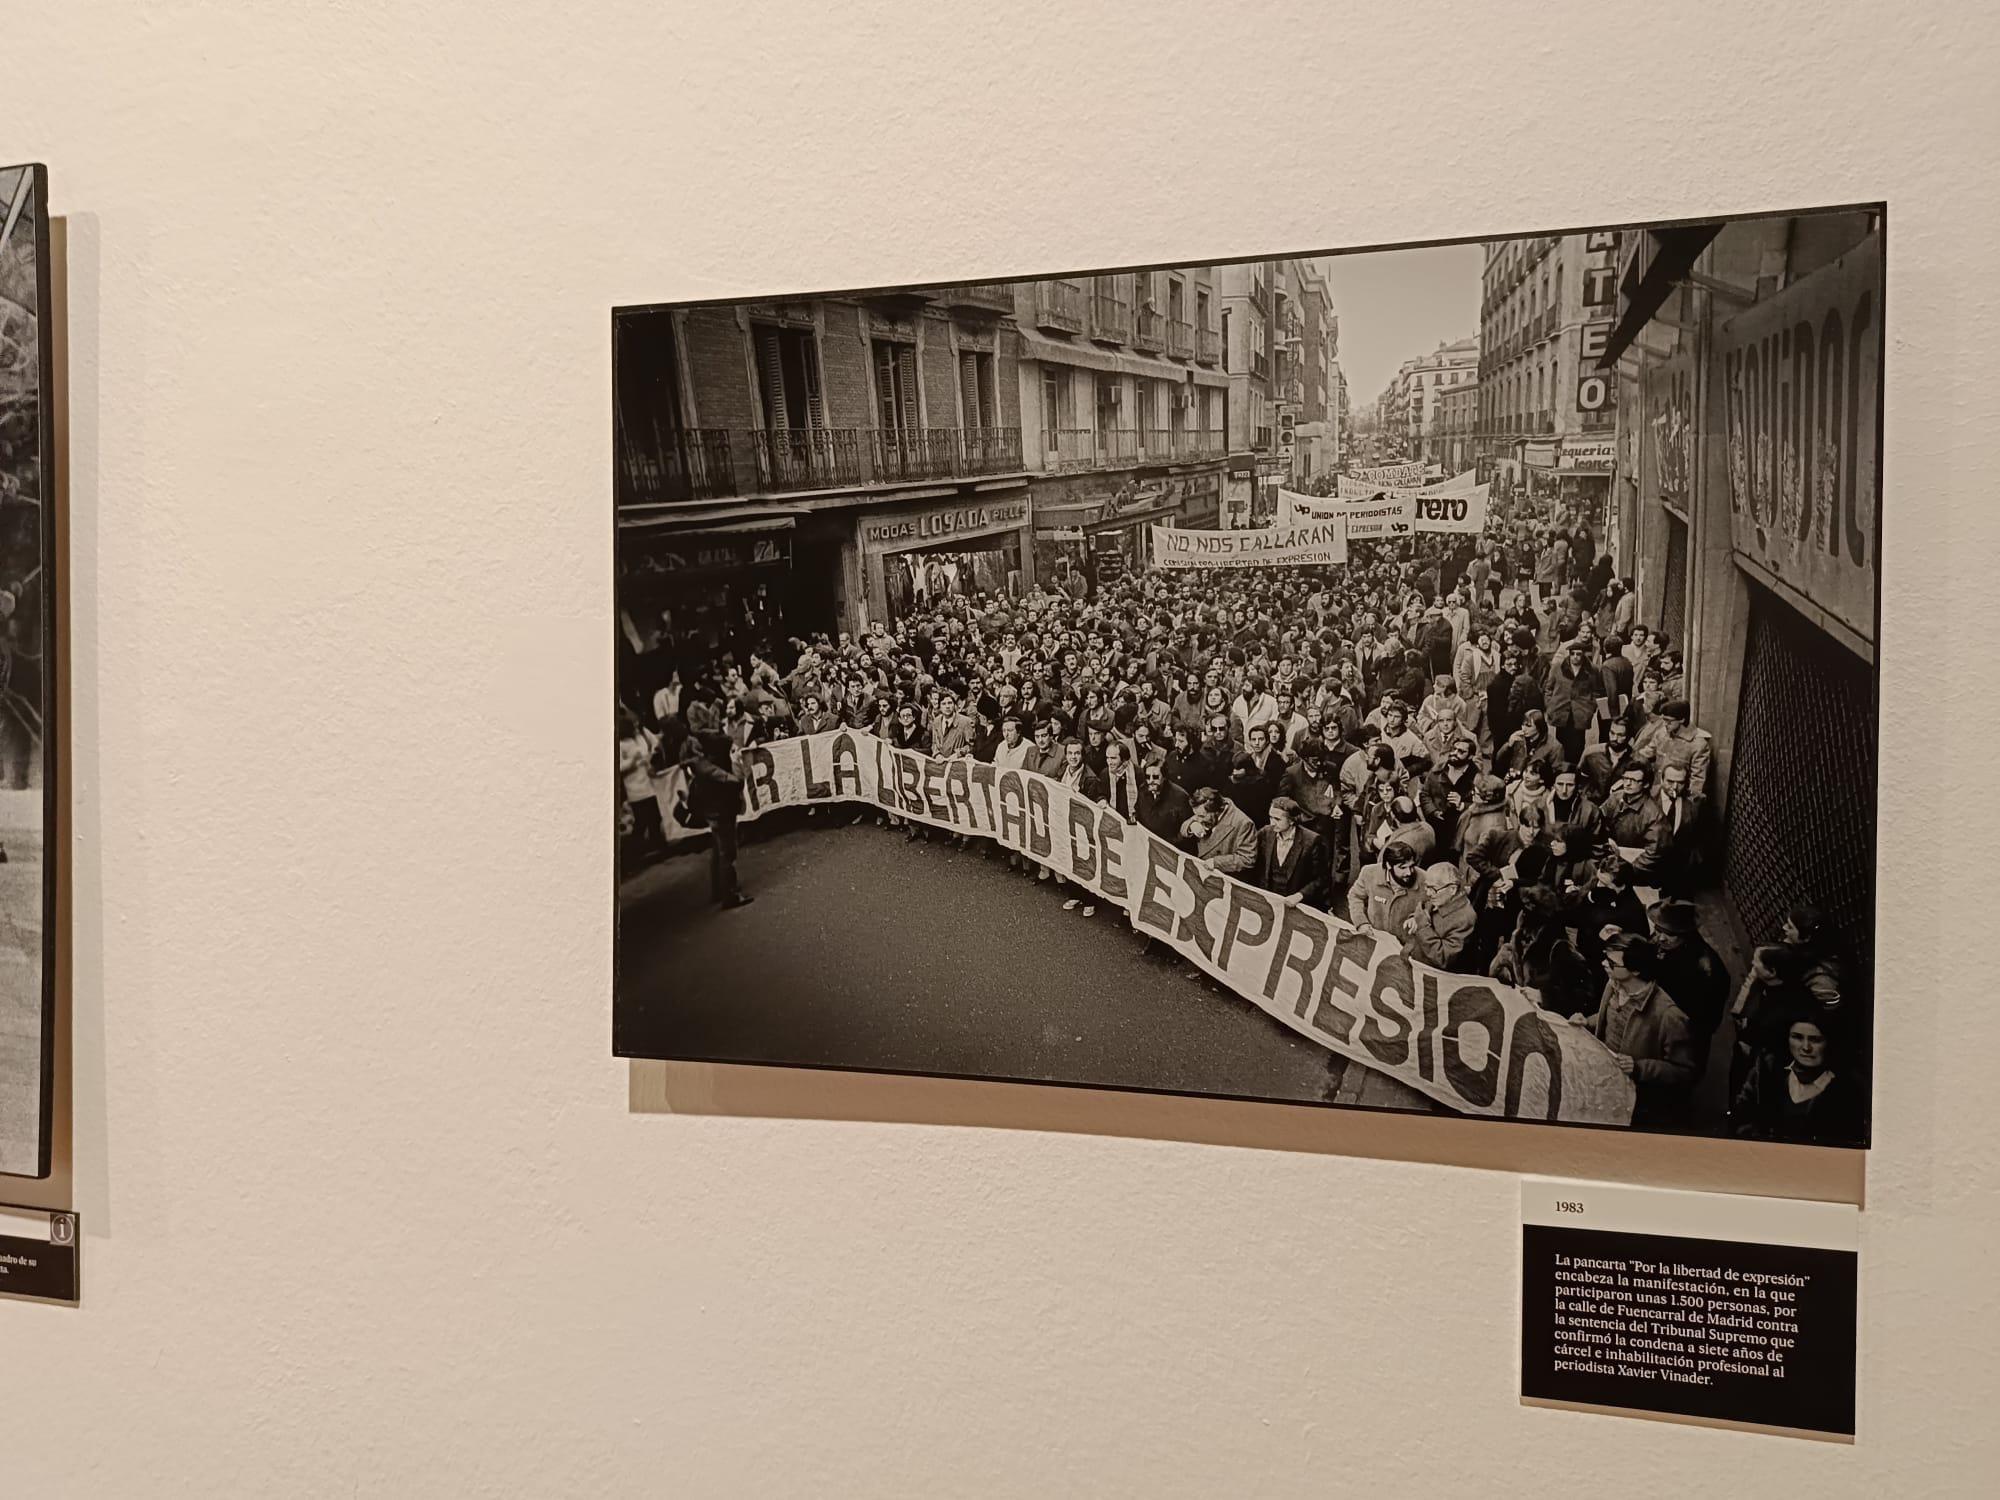 ATEO
MODAS LOSADA PIELES
COMBATE
UP UNION DE PERIODISTAS
EXPRESION UP
rero
NO NOS CALLARAN
LIBERTAD DE EXPRESION
R LA LIBERTAD DE EXPRESION
i
1983
La pancarta "Por la libertad de expresión"
encabeza la manifestación, en la que
participaron unas 1.500 personas, por
la calle de Fuencarral de Madrid contra
la sentencia del Tribunal Supremo que
confirmó la condena a siete años de
cárcel e inhabilitación profesional al
periodista Xavier Vinader.